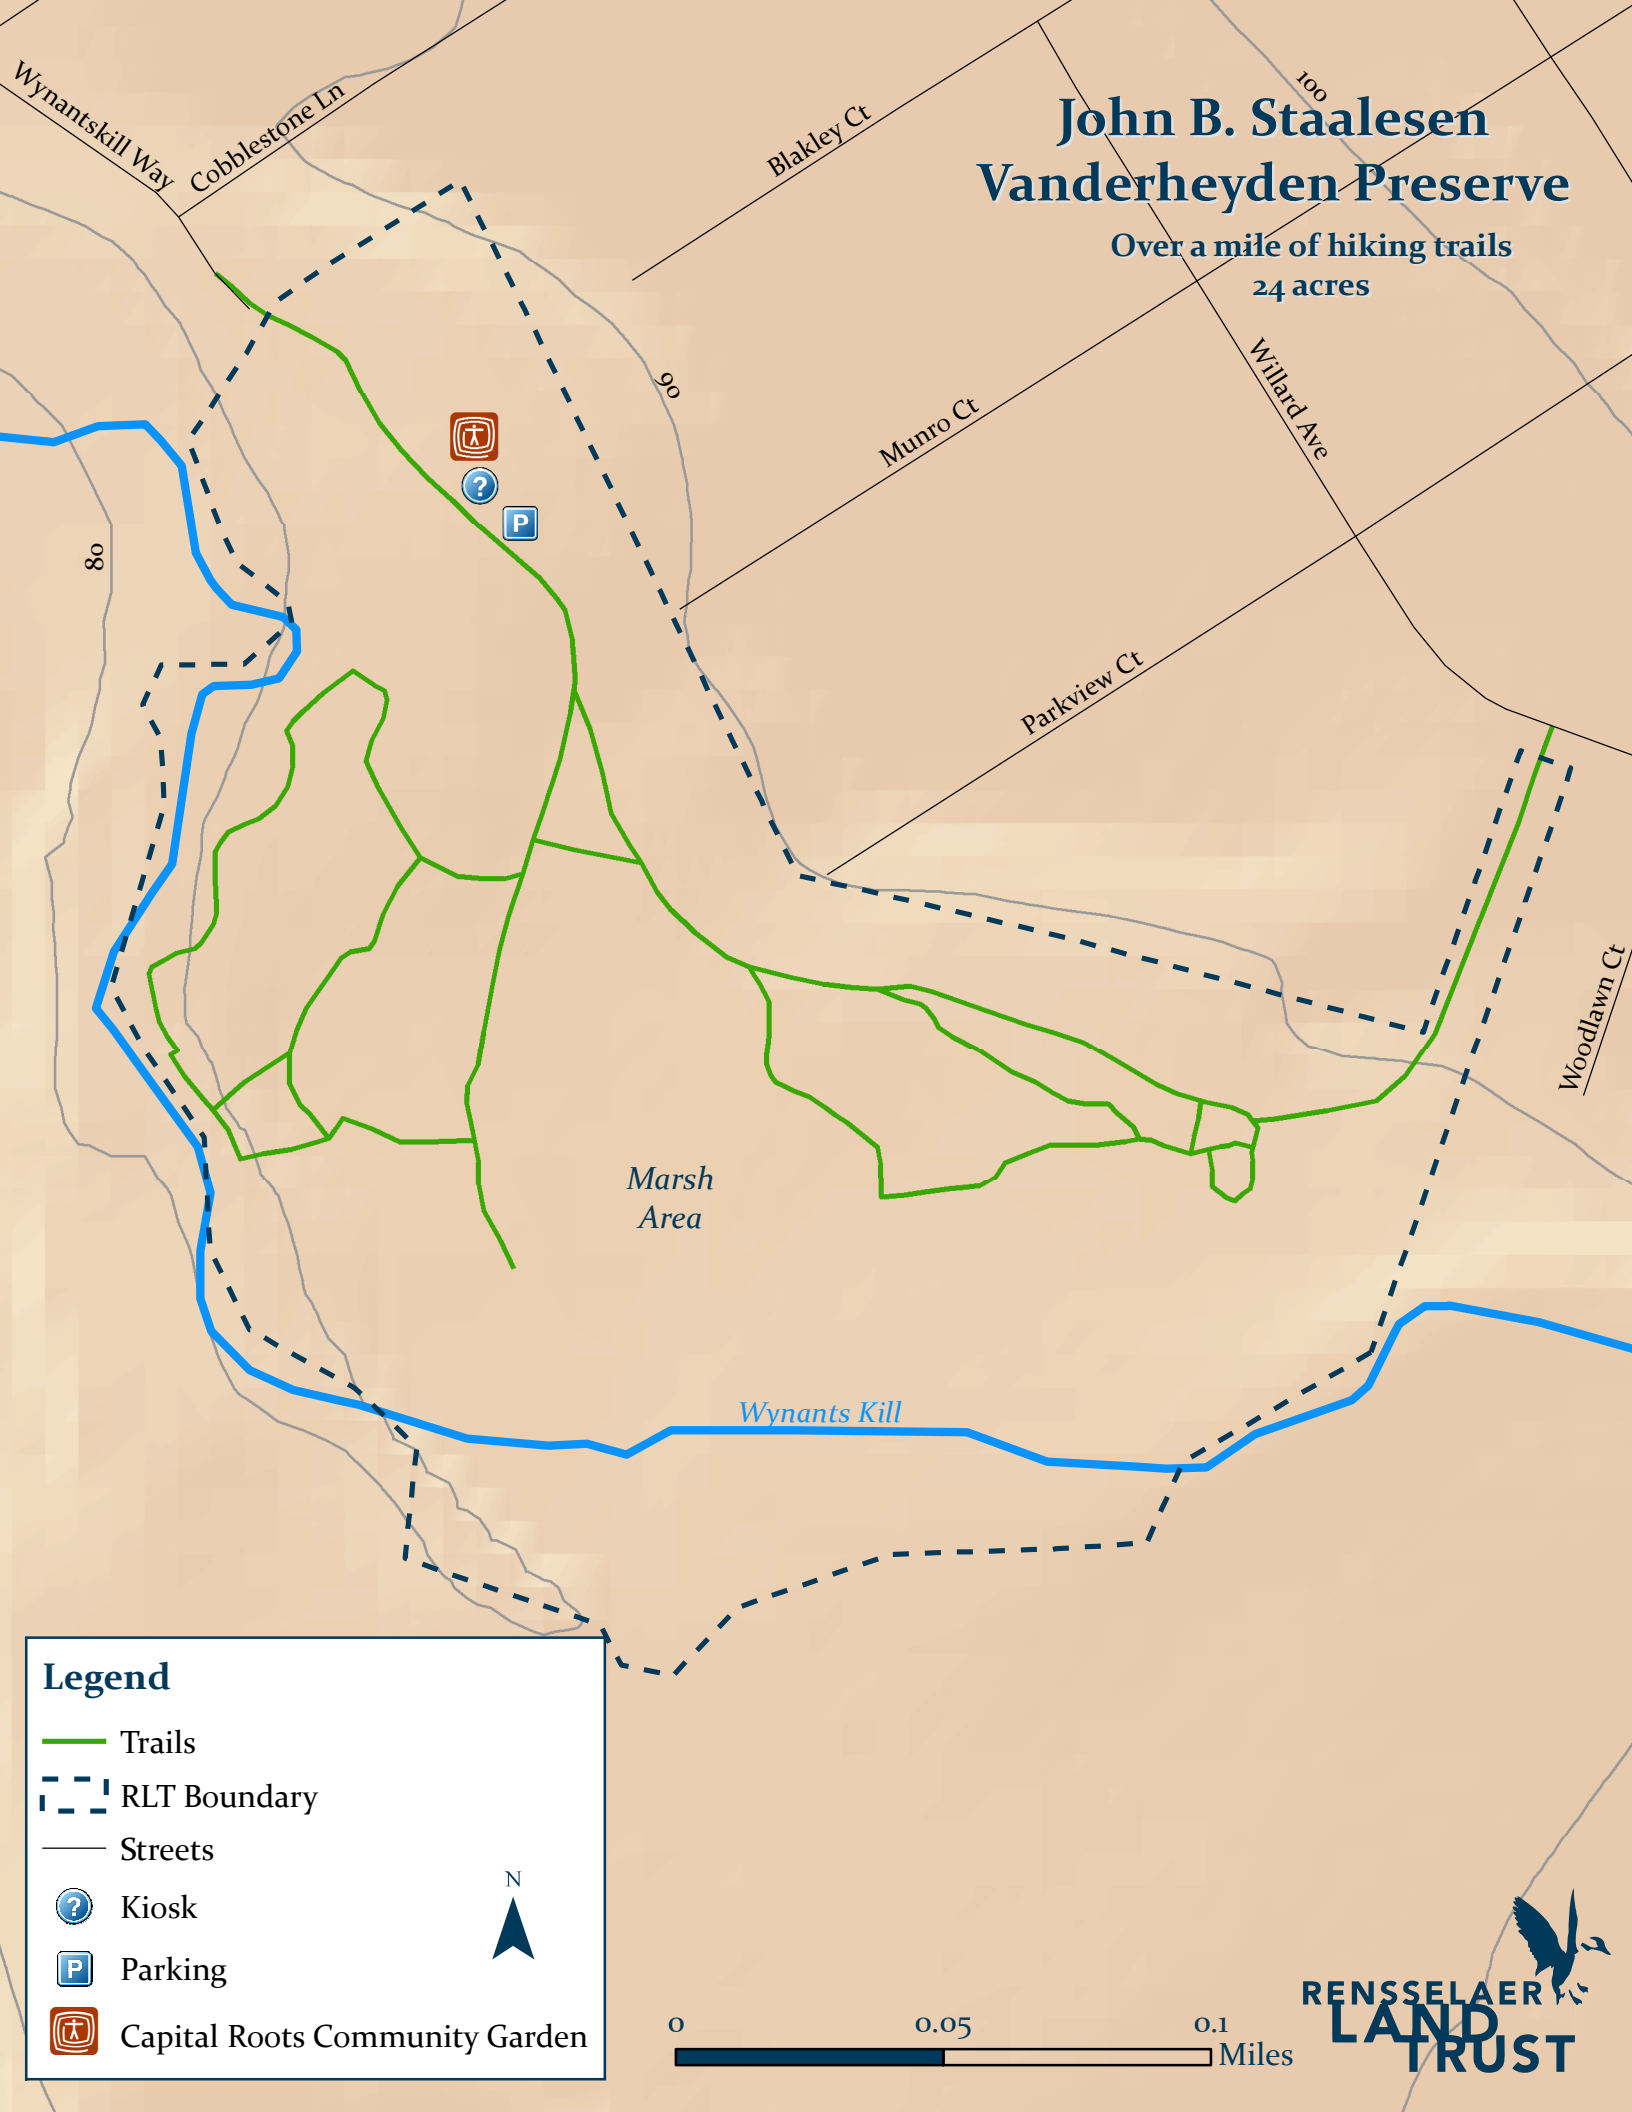 John B. Staalesen
Vanderheyden Preserve
Over a mile of hiking trails
24 acres
Wynantskill Way
Cobblestone Ln
Blakley Ct
100
90
Munro Ct
Willard Ave
80
Parkview Ct
Woodlawn Ct
Marsh
Area
Wynants Kill
P
?
Legend
Trails
RLT Boundary
Streets
? Kiosk
P Parking
Capital Roots Community Garden
N
0 0.05 0.1
Miles
RENSSELAER
LAND
TRUST